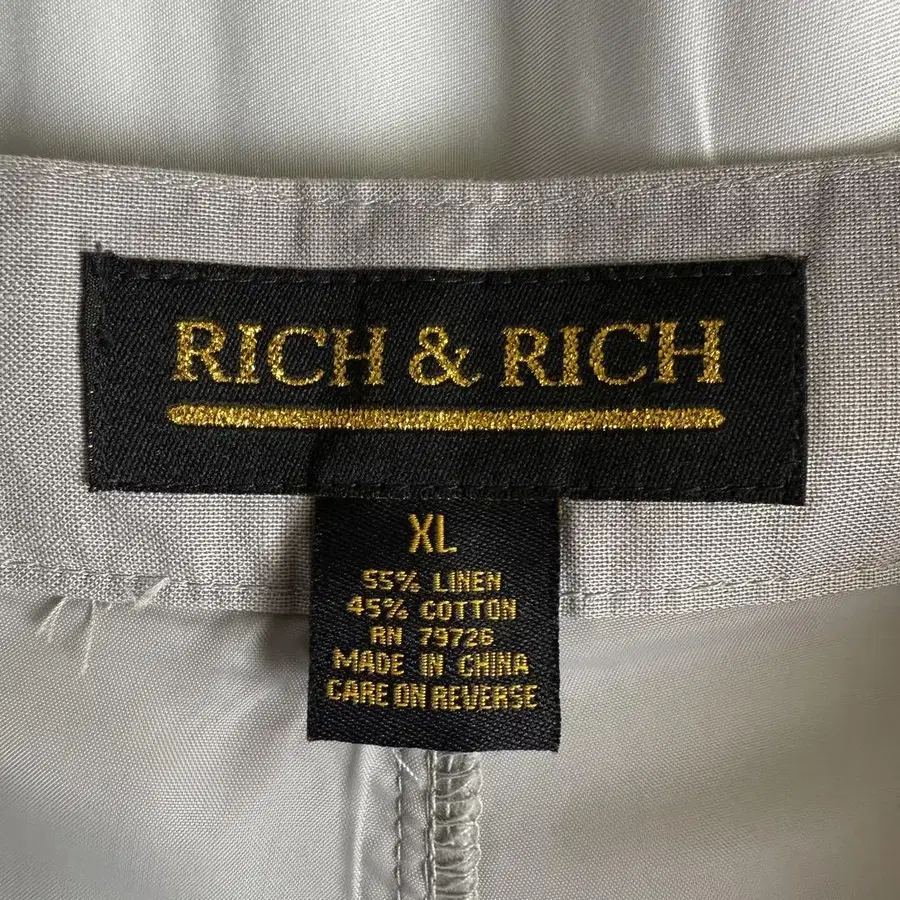 RICH & RICH
XL
55% LINEN
45% COTTON
RN 79726
MADE IN CHINA
CARE ON REVERSE